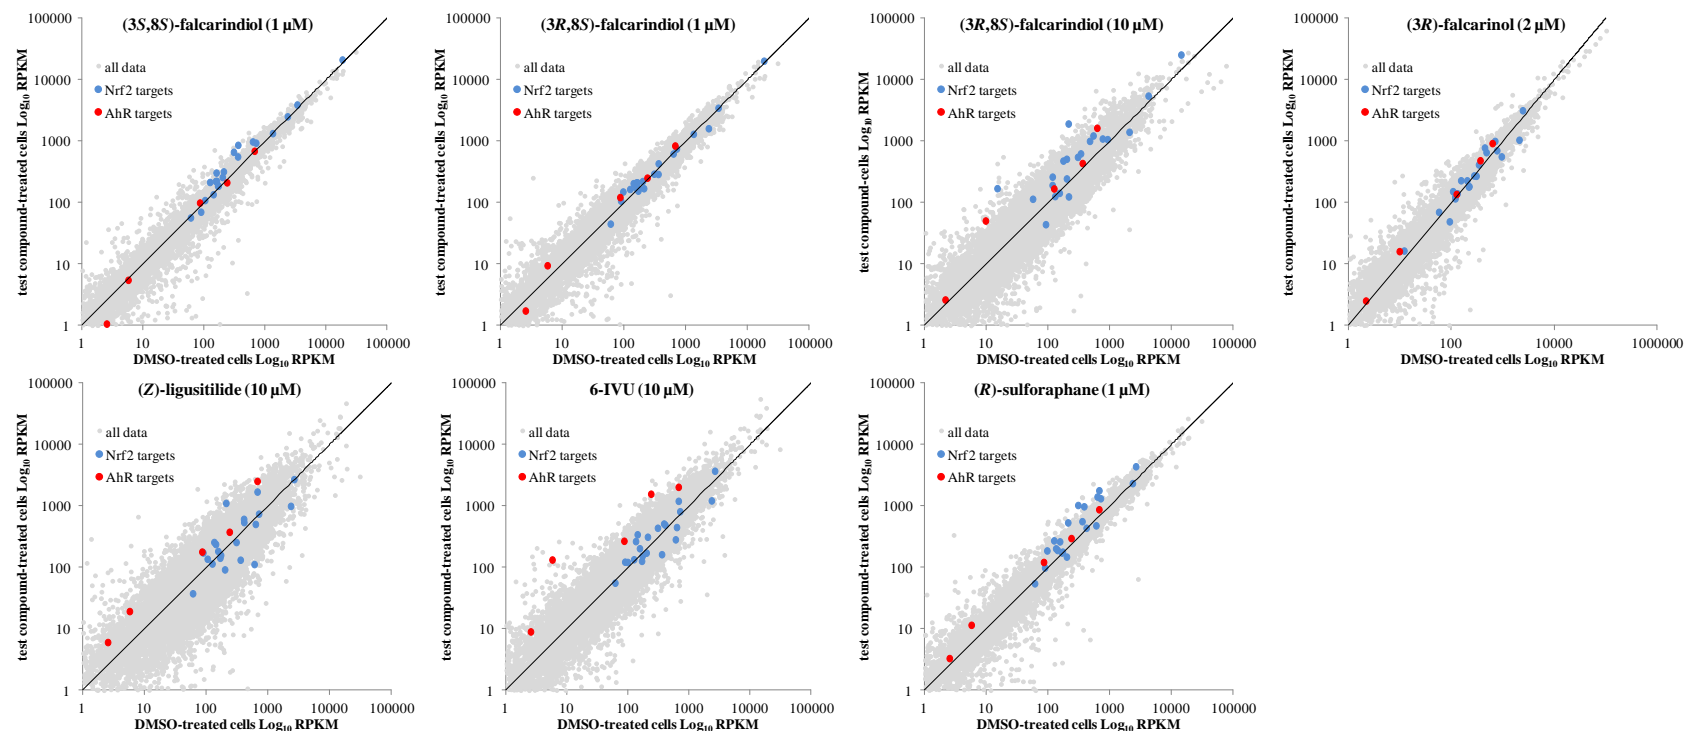 (3S,8S)-falcarindiol (1 µM)
100000
10000
1000
100
10
1
all data
Nrf2 targets
AhR targets
test compound-treated cells Log10 RPKM
1 10 100 1000 10000 100000
DMSO-treated cells Log10 RPKM
(3R,8S)-falcarindiol (1 µM)
100000
10000
1000
100
10
1
all data
Nrf2 targets
AhR targets
test compound-treated cells Log10 RPKM
1 10 100 1000 10000 100000
DMSO-treated cells Log10 RPKM
(3R,8S)-falcarindiol (10 µM)
100000
10000
1000
100
10
1
all data
Nrf2 targets
AhR targets
test compound-cells Log10 RPKM
1 10 100 1000 10000 100000
DMSO-treated cells Log10 RPKM
(3R)-falcarinol (2 µM)
100000
10000
1000
100
10
1
all data
Nrf2 targets
AhR targets
test compound-treated cells Log10 RPKM
1 100 10000 1000000
DMSO-treated cells Log10 RPKM
(Z)-ligusitilide (10 µM)
100000
10000
1000
100
10
1
all data
Nrf2 targets
AhR targets
test compound-treated cells Log10 RPKM
1 10 100 1000 10000 100000
DMSO-treated cells Log10 RPKM
6-IVU (10 µM)
100000
10000
1000
100
10
1
all data
Nrf2 targets
AhR targets
test compound-treated cells Log10 RPKM
1 10 100 1000 10000 100000
DMSO-treated cells Log10 RPKM
(R)-sulforaphane (1 µM)
100000
10000
1000
100
10
1
all data
Nrf2 targets
AhR targets
test compound-treated cells Log10 RPKM
1 10 100 1000 10000 100000
DMSO-treated cells Log10 RPKM